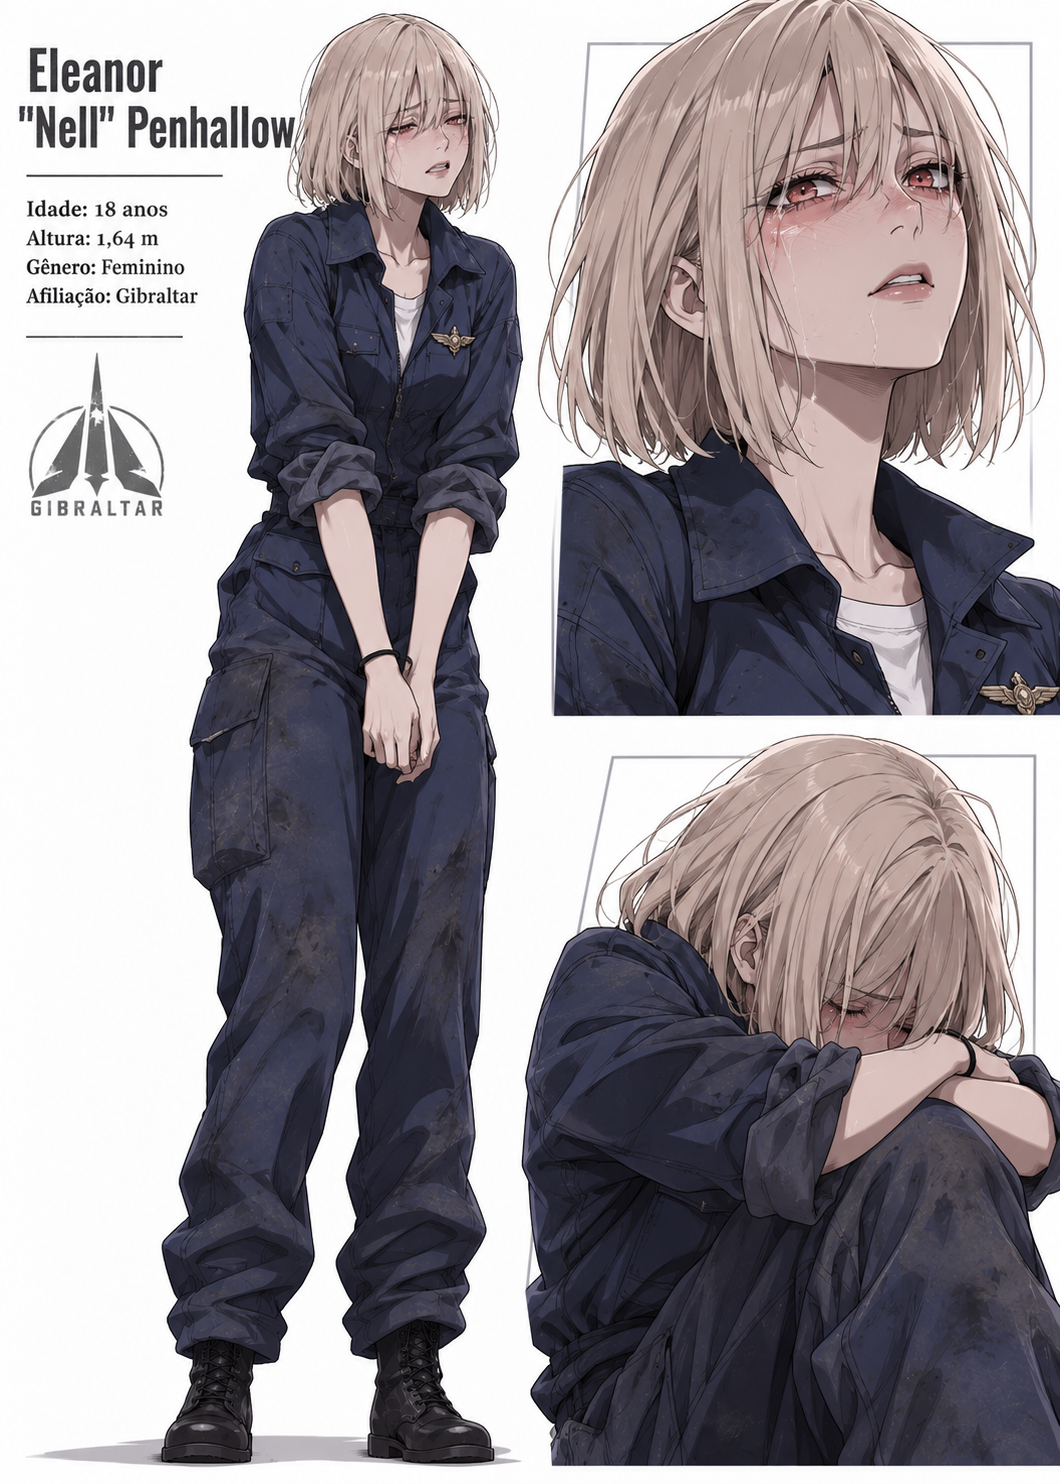 Eleanor
"Nell" Penhallow
Idade: 18 anos
Altura: 1,64 m
Gênero: Feminino
Afiliação: Gibraltar
GIBRALTAR